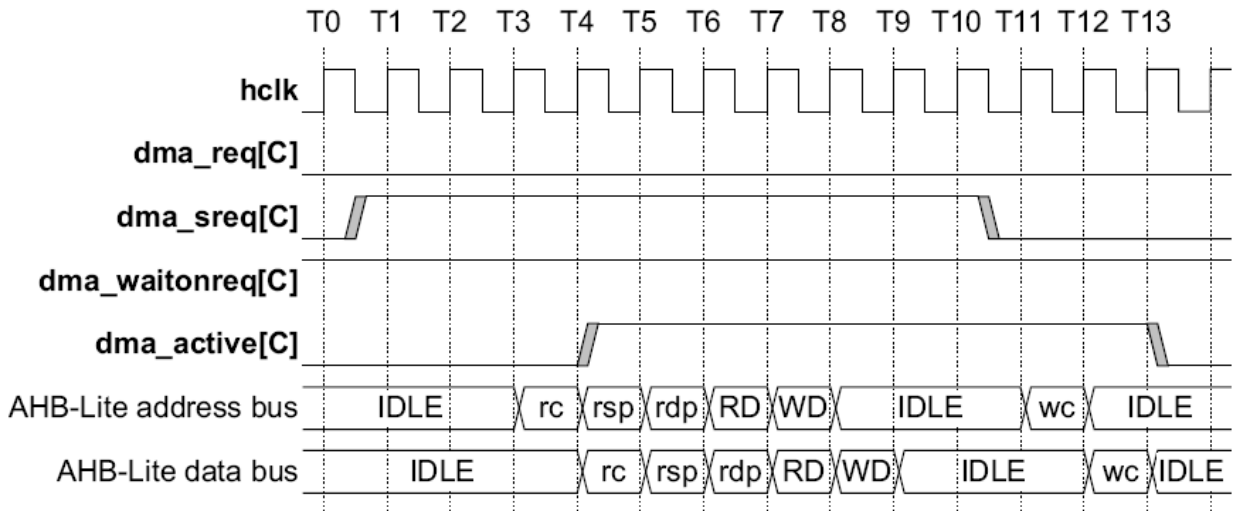 T0 T1 T2 T3 T4 T5 T6 T7 T8 T9 T10 T11 T12 T13
hclk
dma_req[C]
dma_sreq[C]
dma_waitonreq[C]
dma_active[C]
AHB-Lite address bus IDLE rc rsp rdp RD WD IDLE wc IDLE
AHB-Lite data bus IDLE rc rsp rdp RD WD IDLE wc IDLE